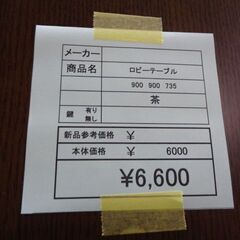 メーカー
商品名 ロビーテーブル
900 900 735
茶
鍵 有り 無し
新品参考価格 ¥
本体価格 ¥ 6000
¥6,600